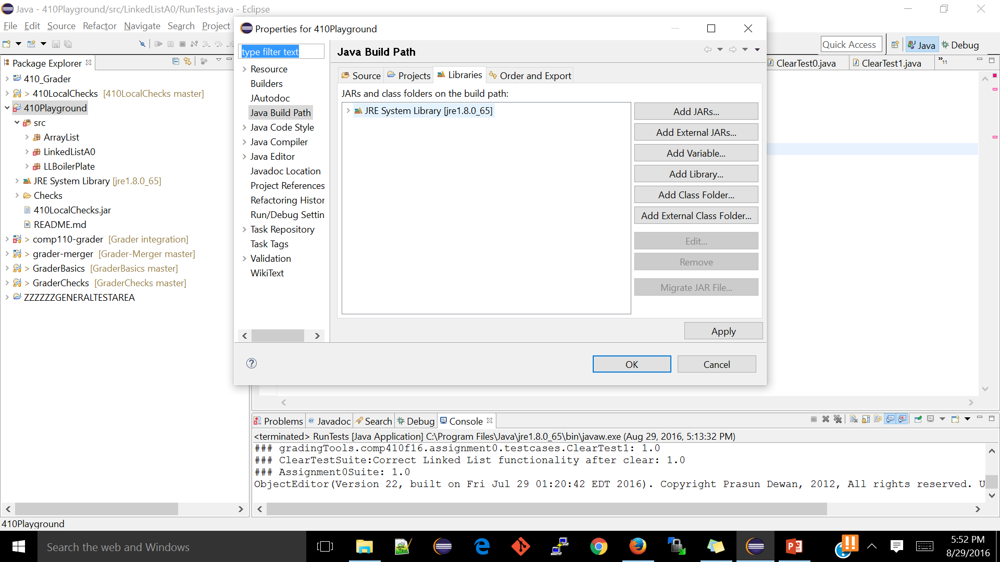 Java - 410Playground/src/LinkedListA0/RunTests.java - Eclipse
File Edit Source Refactor Navigate Search Project
Quick Access
Java
Debug
Package Explorer
410_Grader
> 410LocalChecks [410LocalChecks master]
410Playground
src
ArrayList
LinkedListA0
LLBoilerPlate
JRE System Library [jre1.8.0_65]
Checks
410LocalChecks.jar
README.md
> comp110-grader [Grader integration]
> grader-merger [Grader-Merger master]
> GraderBasics [GraderBasics master]
> GraderChecks [GraderChecks master]
ZZZZZZGENERALTESTAREA
ClearTest0.java
ClearTest1.java
»11
Properties for 410Playground
type filter text
Resource
Builders
JAutodoc
Java Build Path
Java Code Style
Java Compiler
Java Editor
Javadoc Location
Project References
Refactoring Histor
Run/Debug Settin
Task Repository
Task Tags
Validation
WikiText
Java Build Path
Source Projects Libraries Order and Export
JARs and class folders on the build path:
JRE System Library [jre1.8.0_65]
Add JARs...
Add External JARs...
Add Variable...
Add Library...
Add Class Folder...
Add External Class Folder...
Edit...
Remove
Migrate JAR File...
Apply
OK
Cancel
Problems @ Javadoc Search Debug Console
<terminated> RunTests [Java Application] C:\Program Files\Java\jre1.8.0_65\bin\javaw.exe (Aug 29, 2016, 5:13:32 PM)
### gradingTools.comp410f16.assignment0.testcases.ClearTest1: 1.0
### ClearTestSuite:Correct Linked List functionality after clear: 1.0
### Assignment0Suite: 1.0
ObjectEditor(Version 22, built on Fri Jul 29 01:20:42 EDT 2016). Copyright Prasun Dewan, 2012, All rights reserved. U
410Playground
Search the web and Windows
5:52 PM
8/29/2016